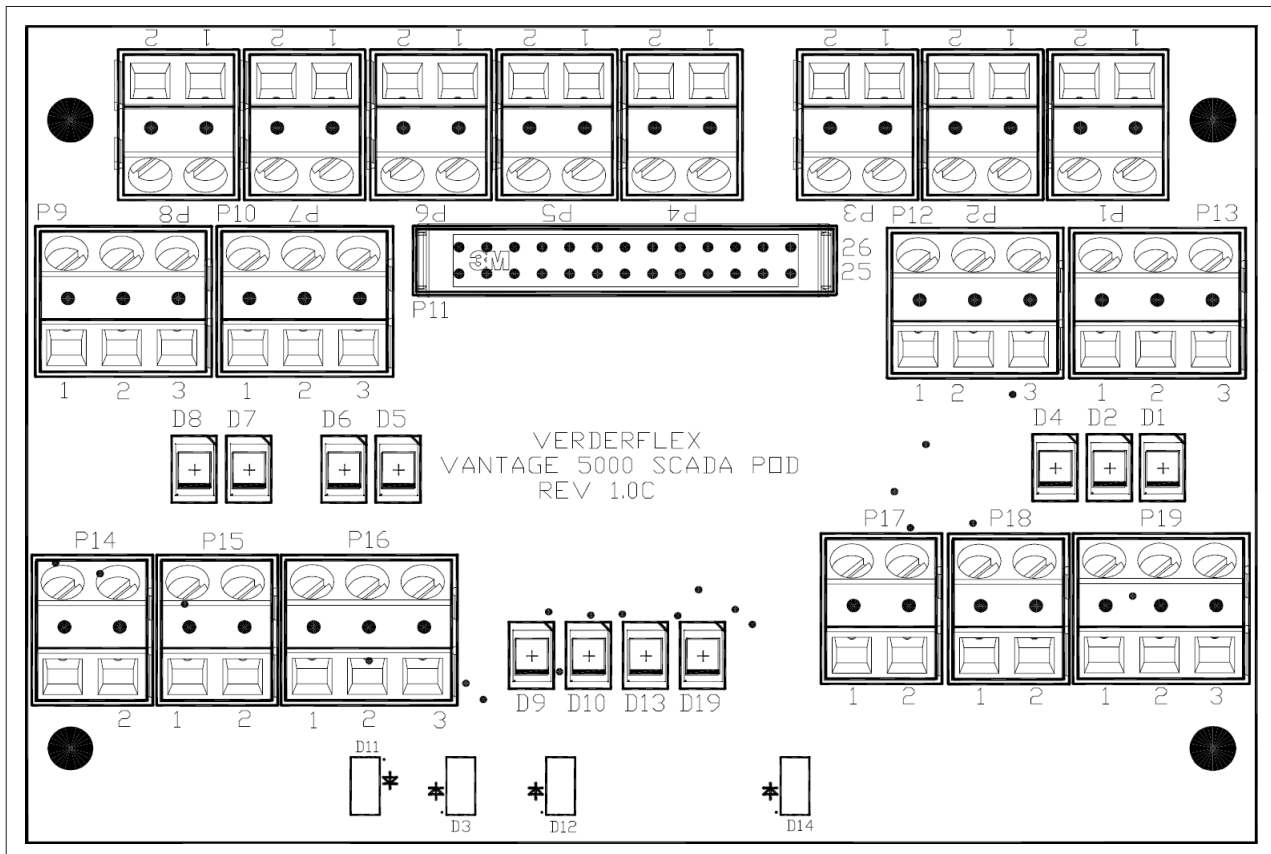 2 1 2 1 2 1 2 1 2 1 2 1 2 1 2 1
P9 P8 P10 P7 P6 P5 P4 P3 P12 P2 P1 P13
3M
26
25
P11
1 2 3 1 2 3 1 2 3 1 2 3
D8 D7 D6 D5 D4 D2 D1
VERDERFLEX
VANTAGE 5000 SCADA POD
REV 1.0C
P14 P15 P16 P17 P18 P19
1 2 1 2 1 2 3
2 1 2 1 2 3
D9 D10 D13 D19
D11
D3 D12 D14